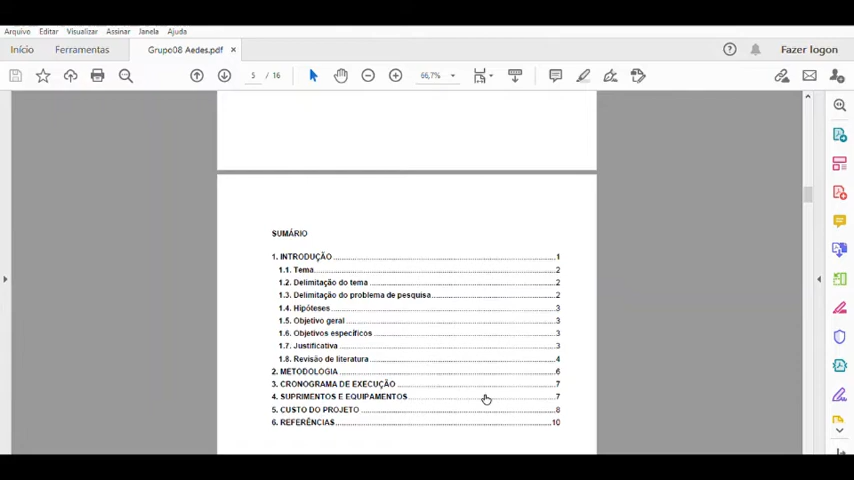 Arquivo Editar Visualizar Assinar Janela Ajuda
Início Ferramentas Grupo08 Aedes.pdf × Fazer logon
5 / 16 66,7%
SUMÁRIO
1. INTRODUÇÃO 1
1.1. Tema 2
1.2. Delimitação do tema 2
1.3. Delimitação do problema de pesquisa 2
1.4. Hipóteses 3
1.5. Objetivo geral 3
1.6. Objetivos específicos 3
1.7. Justificativa 3
1.8. Revisão de literatura 4
2. METODOLOGIA 6
3. CRONOGRAMA DE EXECUÇÃO 7
4. SUPRIMENTOS E EQUIPAMENTOS 7
5. CUSTO DO PROJETO 8
6. REFERÊNCIAS 10